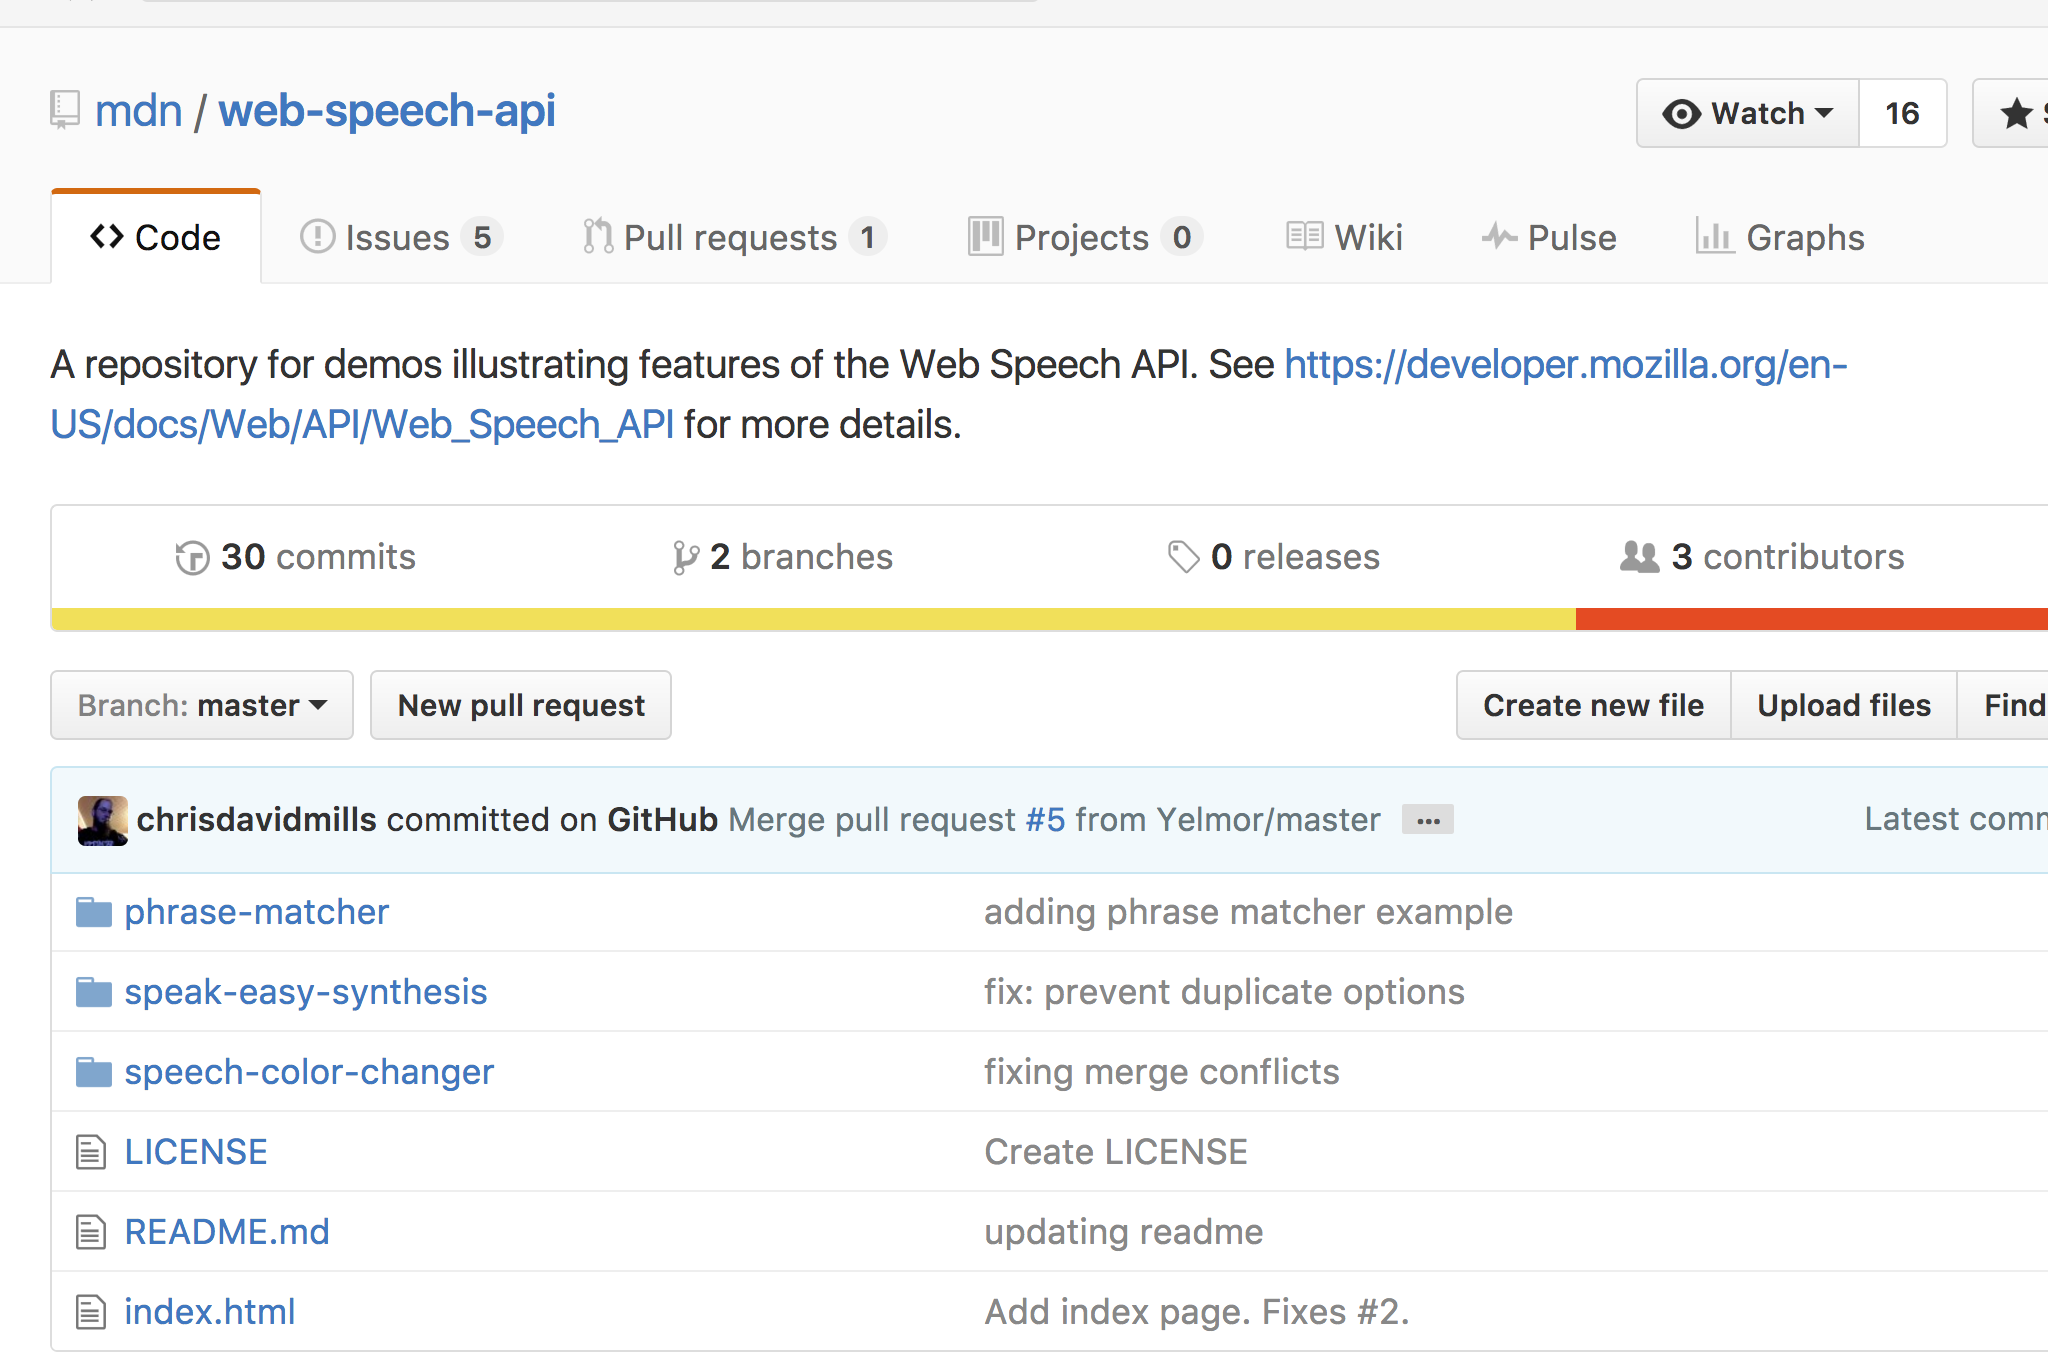 mdn / web-speech-api
Watch 16
Code Issues 5 Pull requests 1 Projects 0 Wiki Pulse Graphs
A repository for demos illustrating features of the Web Speech API. See https://developer.mozilla.org/en-
US/docs/Web/API/Web_Speech_API for more details.
30 commits 2 branches 0 releases 3 contributors
Branch: master New pull request Create new file Upload files Find
chrisdavidmills committed on GitHub Merge pull request #5 from Yelmor/master ... Latest
phrase-matcher adding phrase matcher example
speak-easy-synthesis fix: prevent duplicate options
speech-color-changer fixing merge conflicts
LICENSE Create LICENSE
README.md updating readme
index.html Add index page. Fixes #2.